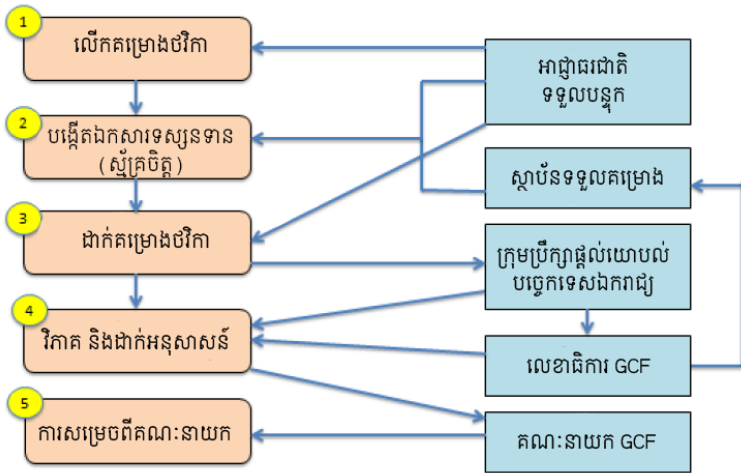 1
លើកគម្រោងថវិកា
2
បង្កើតឯកសារទស្សនទាន
(ស្ម័គ្រចិត្ត)
3
ដាក់គម្រោងថវិកា
4
វិភាគ និងដាក់អនុសាសន៍
5
ការសម្រេចពីគណៈនាយក
អាជ្ញាធរជាតិ
ទទួលបន្ទុក
ស្ថាប័នទទួលគម្រោង
ក្រុមប្រឹក្សាផ្តល់យោបល់
បច្ចេកទេសឯករាជ្យ
លេខាធិការ GCF
គណៈនាយក GCF